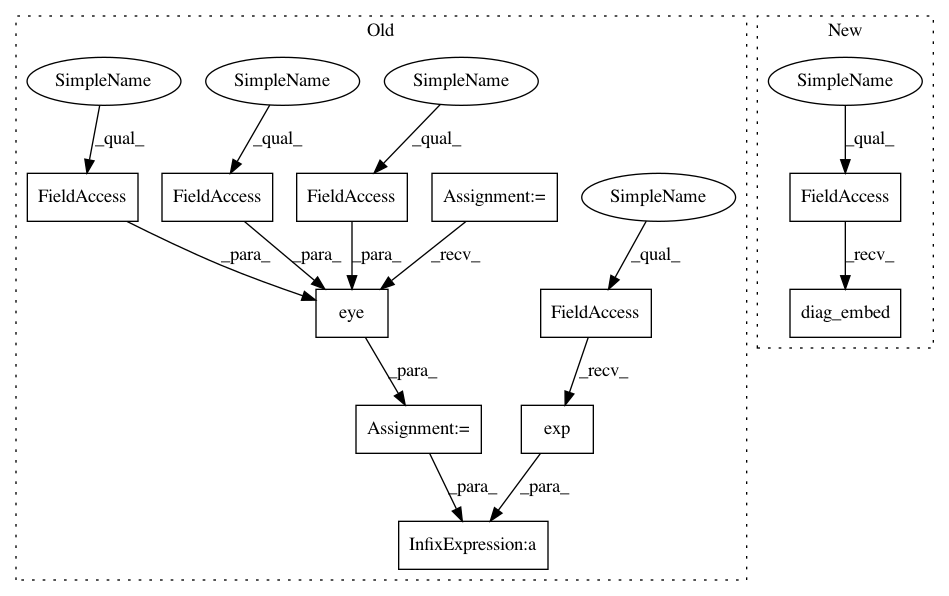 Old
New
SimpleName
SimpleName
SimpleName
SimpleName
_qual_
_qual_
_qual_
_qual_
FieldAccess
FieldAccess
FieldAccess
Assignment:=
SimpleName
FieldAccess
_para_
_para_
_para_
_recv_
_qual_
_recv_
eye
FieldAccess
diag_embed
_para_
_recv_
Assignment:=
exp
_para_
_para_
InfixExpression:a